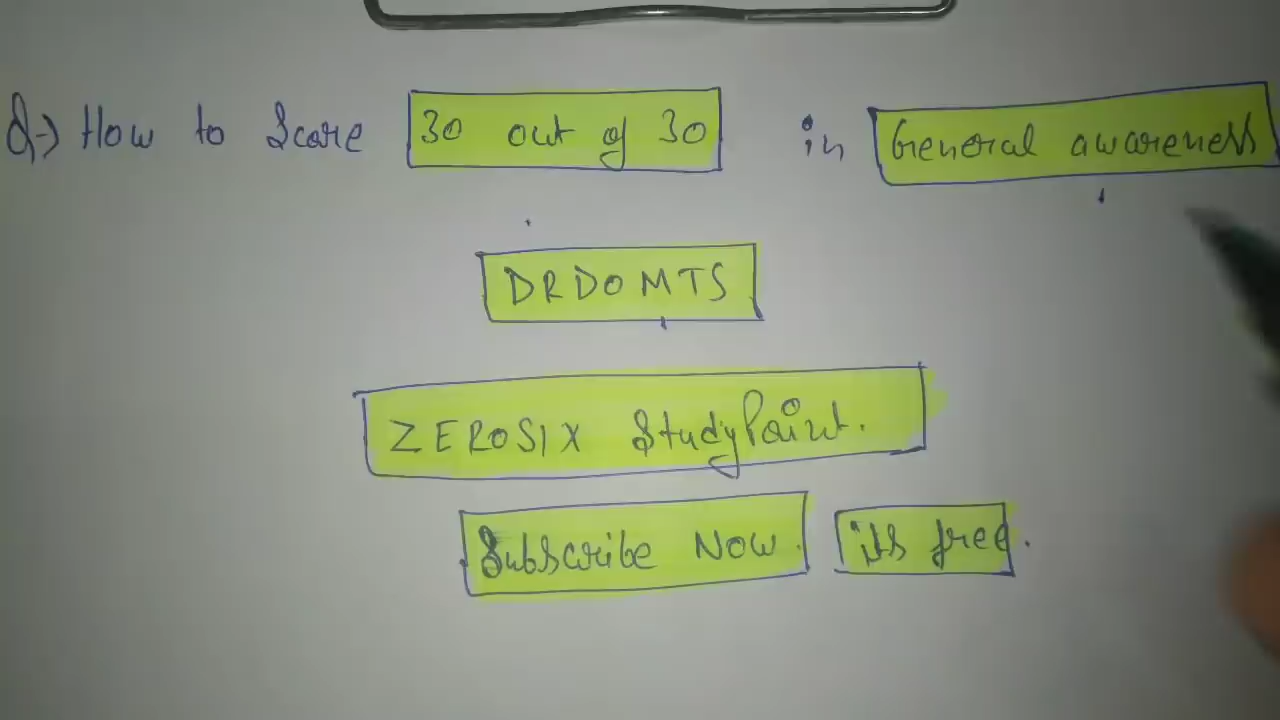 Q→ How to Score 30 out of 30 in General awareness
DRDO MTS
ZEROSIX StudyPoint.
Subscribe Now. its free.